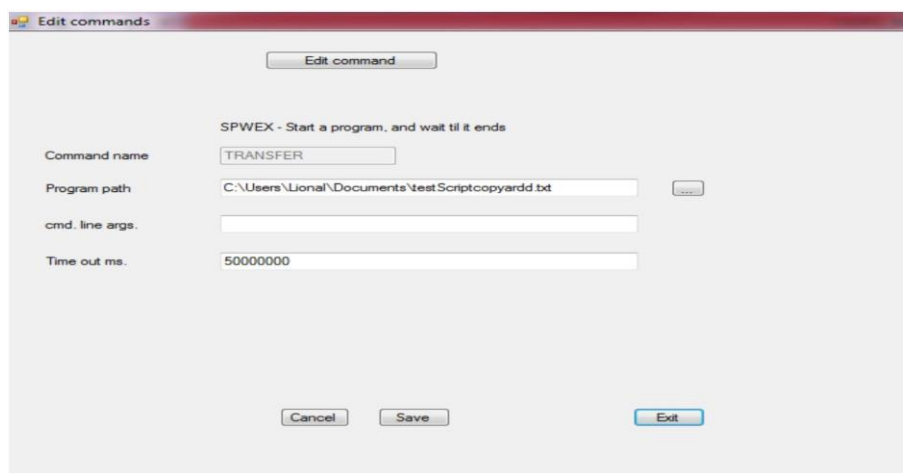 Edit commands
Edit command
SPWEX - Start a program, and wait til it ends
Command name TRANSFER
Program path C:\Users\Lional\Documents\testScriptcopyardd.txt ...
cmd. line args.
Time out ms. 50000000
Cancel Save Exit